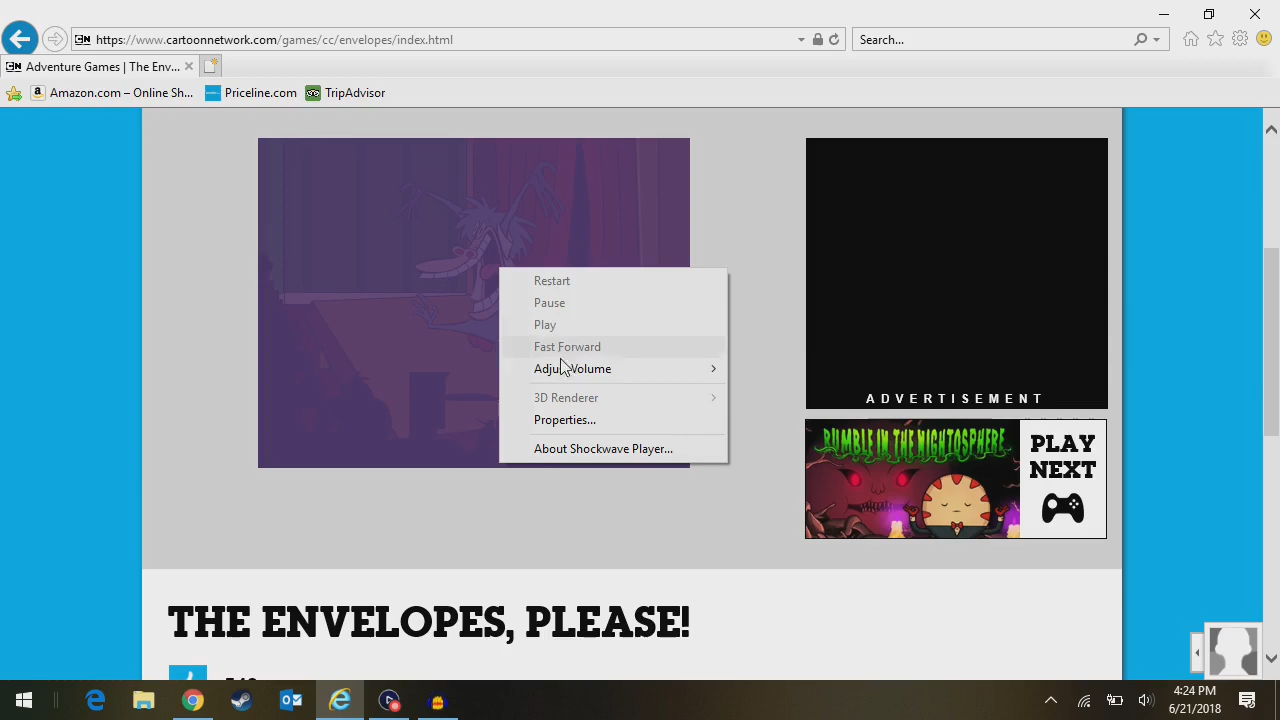 https://www.cartoonnetwork.com/games/cc/envelopes/index.html
Search...
CN Adventure Games | The Env...
Amazon.com – Online Sh...
Priceline.com
TripAdvisor
Restart
Pause
Play
Fast Forward
Adjust Volume
3D Renderer
Properties...
About Shockwave Player...
ADVERTISEMENT
RUMBLE IN THE NIGHTOSPHERE
PLAY
NEXT
THE ENVELOPES, PLEASE!
4:24 PM
6/21/2018